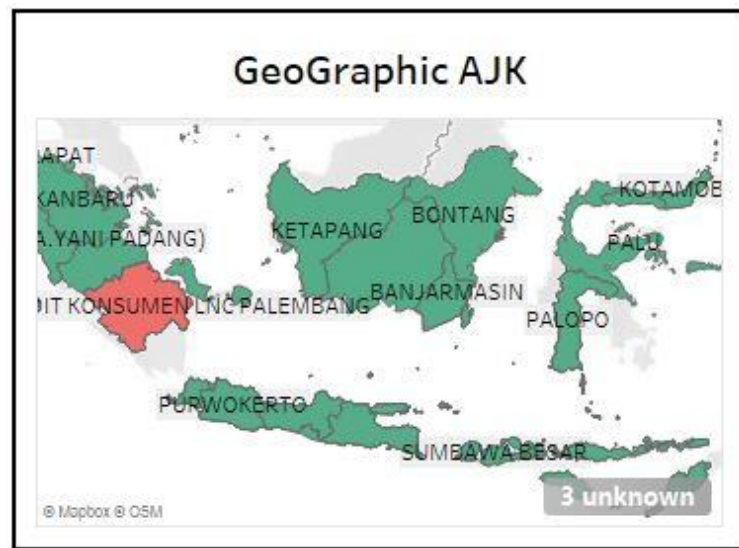 GeoGraphic AJK
APAT
KANBARU
KOTAMOB
A.YANI PADANG)
KETAPANG
BONTANG
PALU
DIT KONSUMEN LNC PALEMBANG
BANJARMASIN
PALOPO
PURWOKERTO
SUMBAWA BESAR
3 unknown
© Mapbox © OSM